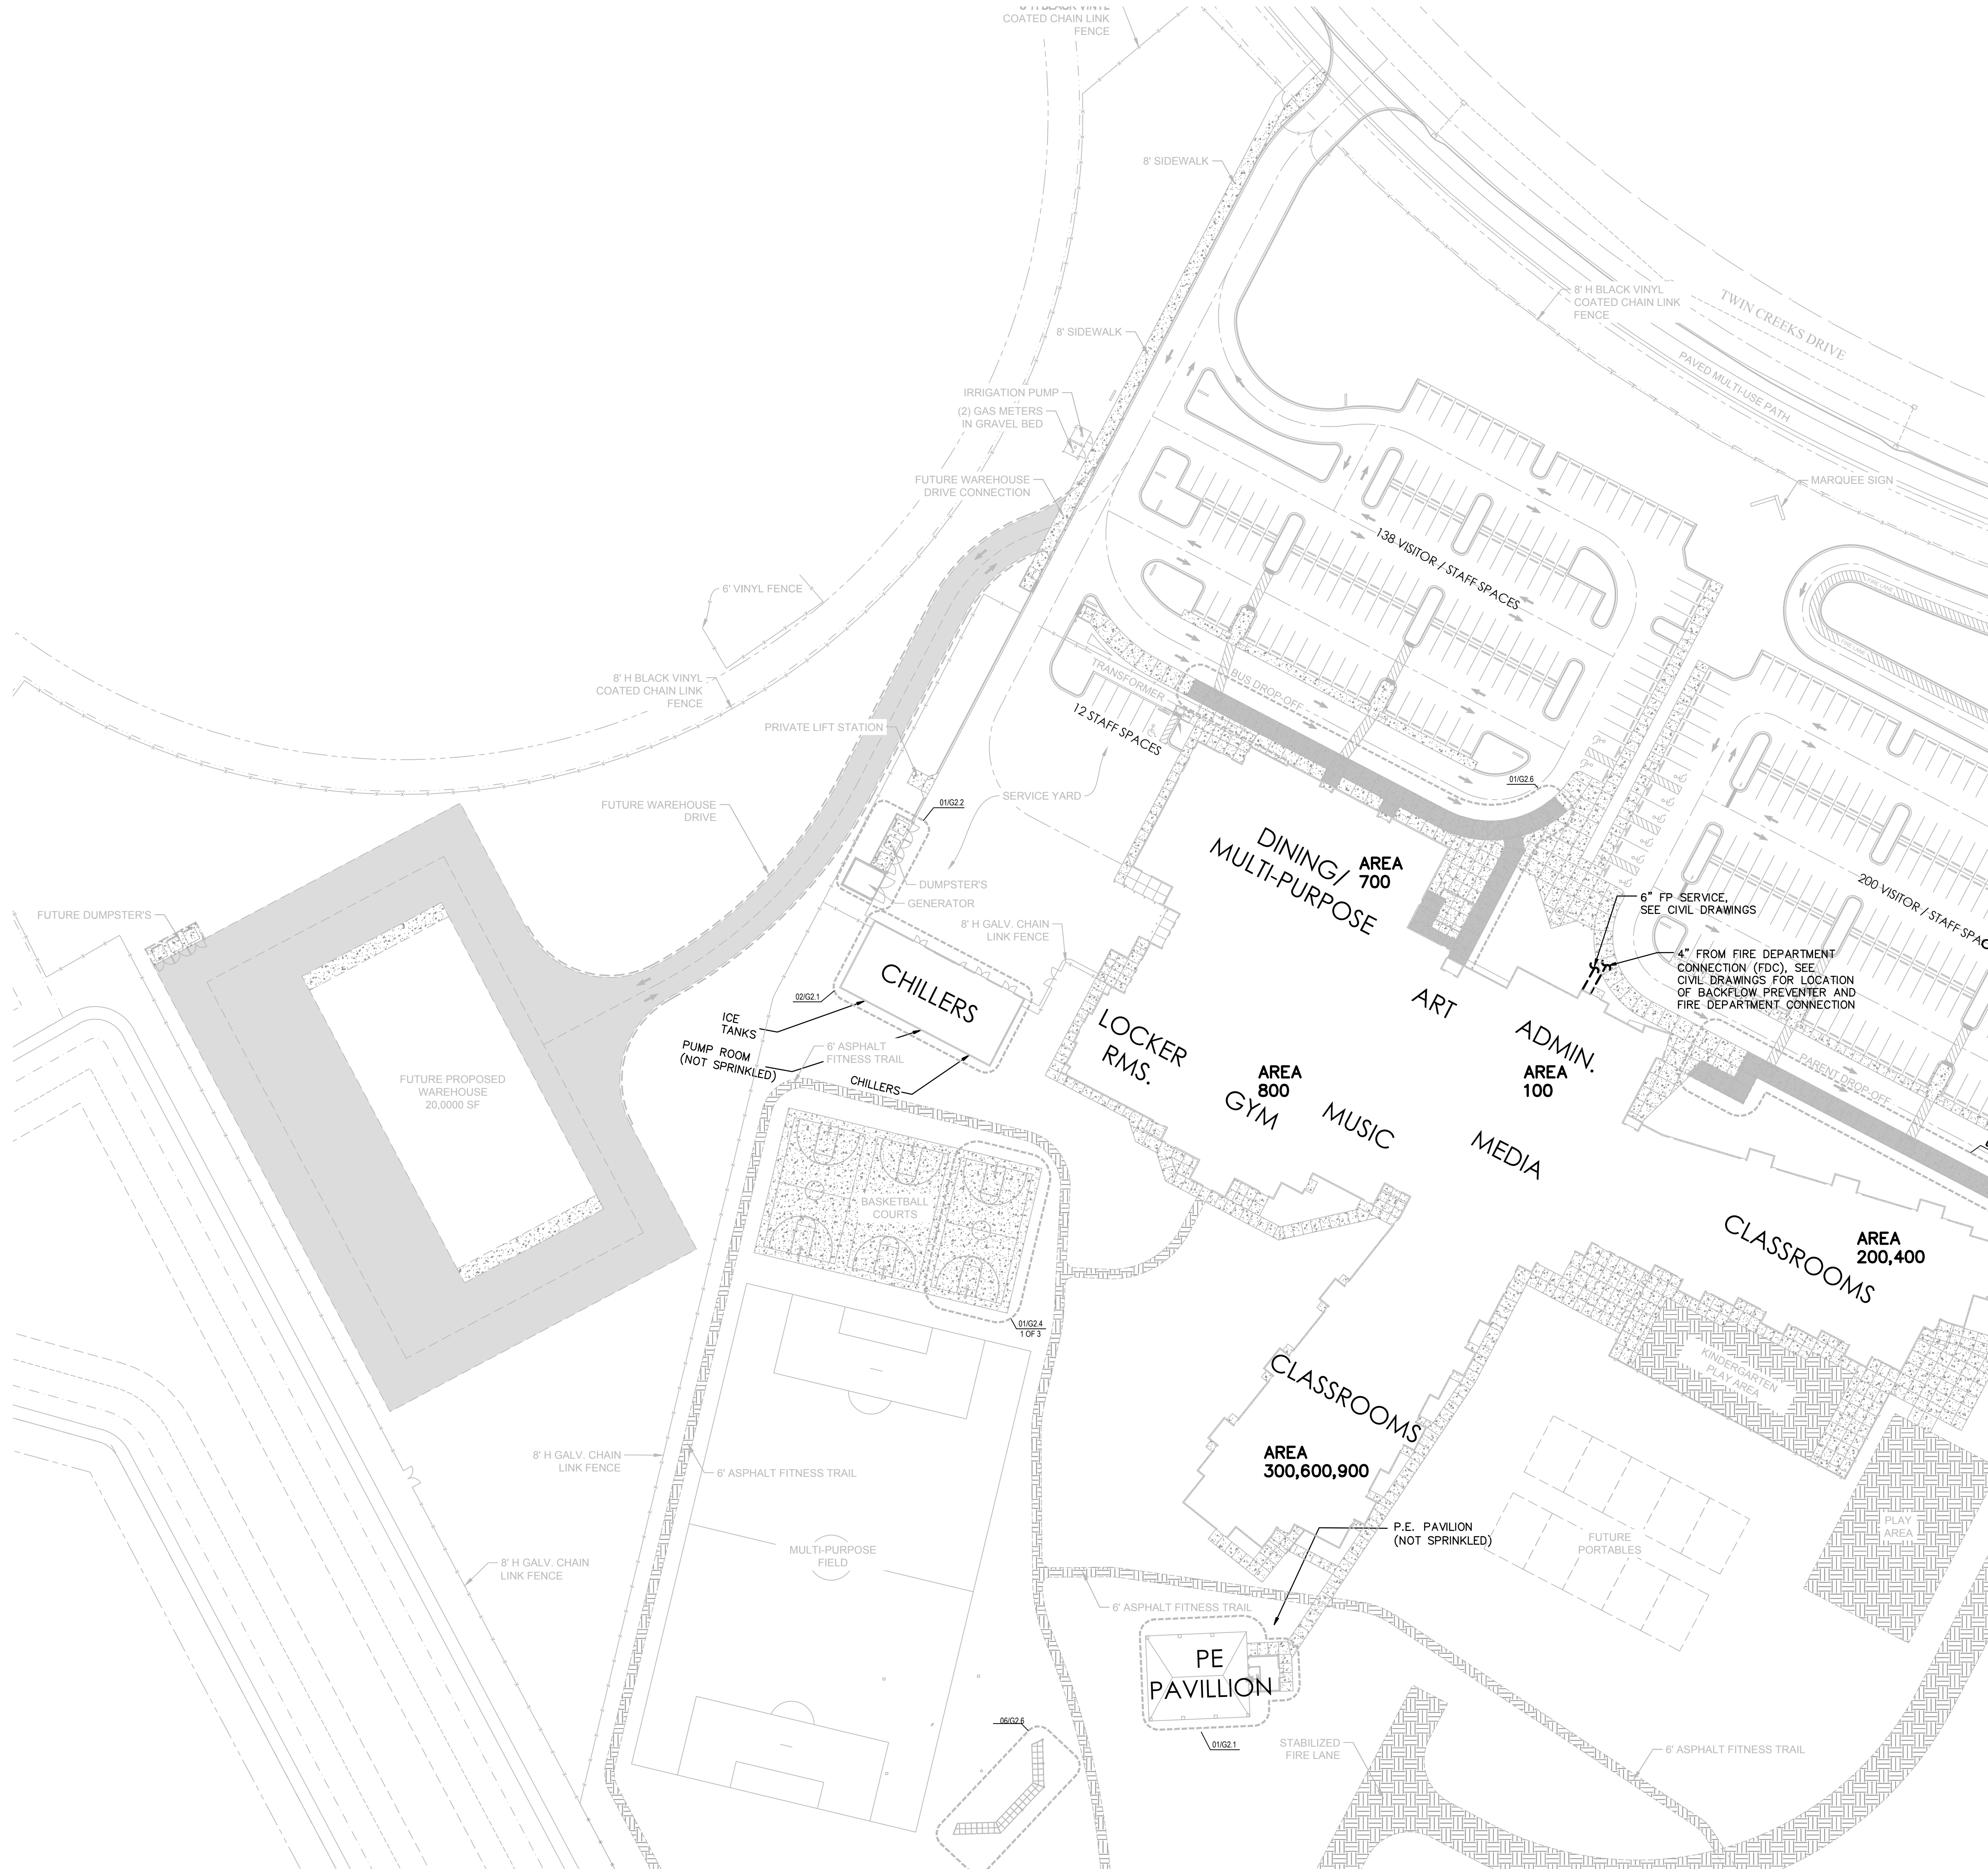 COATED CHAIN LINK
FENCE
8' SIDEWALK
8' H BLACK VINYL
COATED CHAIN LINK
FENCE
TWIN CREEKS DRIVE
PAVED MULTI-USE PATH
8' SIDEWALK
IRRIGATION PUMP
(2) GAS METERS
IN GRAVEL BED
FUTURE WAREHOUSE
DRIVE CONNECTION
MARQUEE SIGN
138 VISITOR / STAFF SPACES
FIRE LANE
FIRE LANE
6' VINYL FENCE
8' H BLACK VINYL
COATED CHAIN LINK
FENCE
TRANSFORMER
BUS DROP-OFF
12 STAFF SPACES
PRIVATE LIFT STATION
01/G2.6
SERVICE YARD
01/G2.2
FUTURE WAREHOUSE
DRIVE
DINING/
MULTI-PURPOSE
AREA
700
200 VISITOR / STAFF SPAC
DUMPSTER'S
GENERATOR
6" FP SERVICE,
SEE CIVIL DRAWINGS
FUTURE DUMPSTER'S
8' H GALV. CHAIN
LINK FENCE
4" FROM FIRE DEPARTMENT
CONNECTION (FDC), SEE
CIVIL DRAWINGS FOR LOCATION
OF BACKFLOW PREVENTER AND
FIRE DEPARTMENT CONNECTION
CHILLERS
02/G2.1
ART
ICE
TANKS
LOCKER
RMS.
ADMIN.
PUMP ROOM
(NOT SPRINKLED)
6' ASPHALT
FITNESS TRAIL
CHILLERS
AREA
800
AREA
100
PARENT DROP-OFF
FUTURE PROPOSED
WAREHOUSE
20,0000 SF
GYM
MUSIC
MEDIA
BASKETBALL
COURTS
CLASSROOMS
AREA
200,400
01/G2.4
1 OF 3
KINDERGARTEN
PLAY AREA
CLASSROOMS
AREA
300,600,900
8' H GALV. CHAIN
LINK FENCE
6' ASPHALT FITNESS TRAIL
P.E. PAVILION
(NOT SPRINKLED)
PLAY
AREA
FUTURE
PORTABLES
MULTI-PURPOSE
FIELD
8' H GALV. CHAIN
LINK FENCE
6' ASPHALT FITNESS TRAIL
PE
PAVILLION
06/G2.6
01/G2.1
STABILIZED
FIRE LANE
6' ASPHALT FITNESS TRAIL